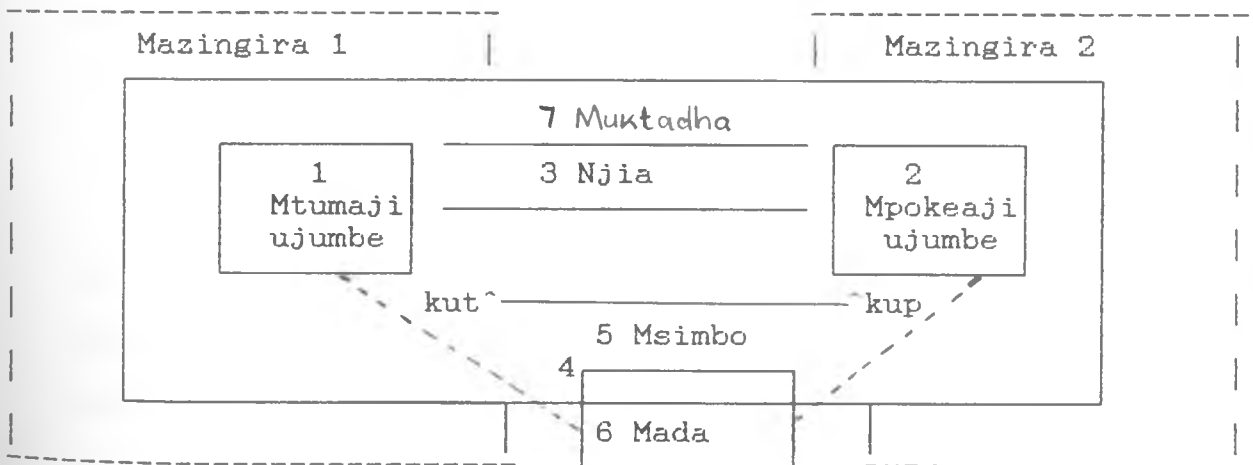 Mazingira 1
Mazingira 2
7 Muktadha
3 Njia
1
Mtumaji
ujumbe
2
Mpokeaji
ujumbe
kut^
^kup
5 Msimbo
4
6 Mada